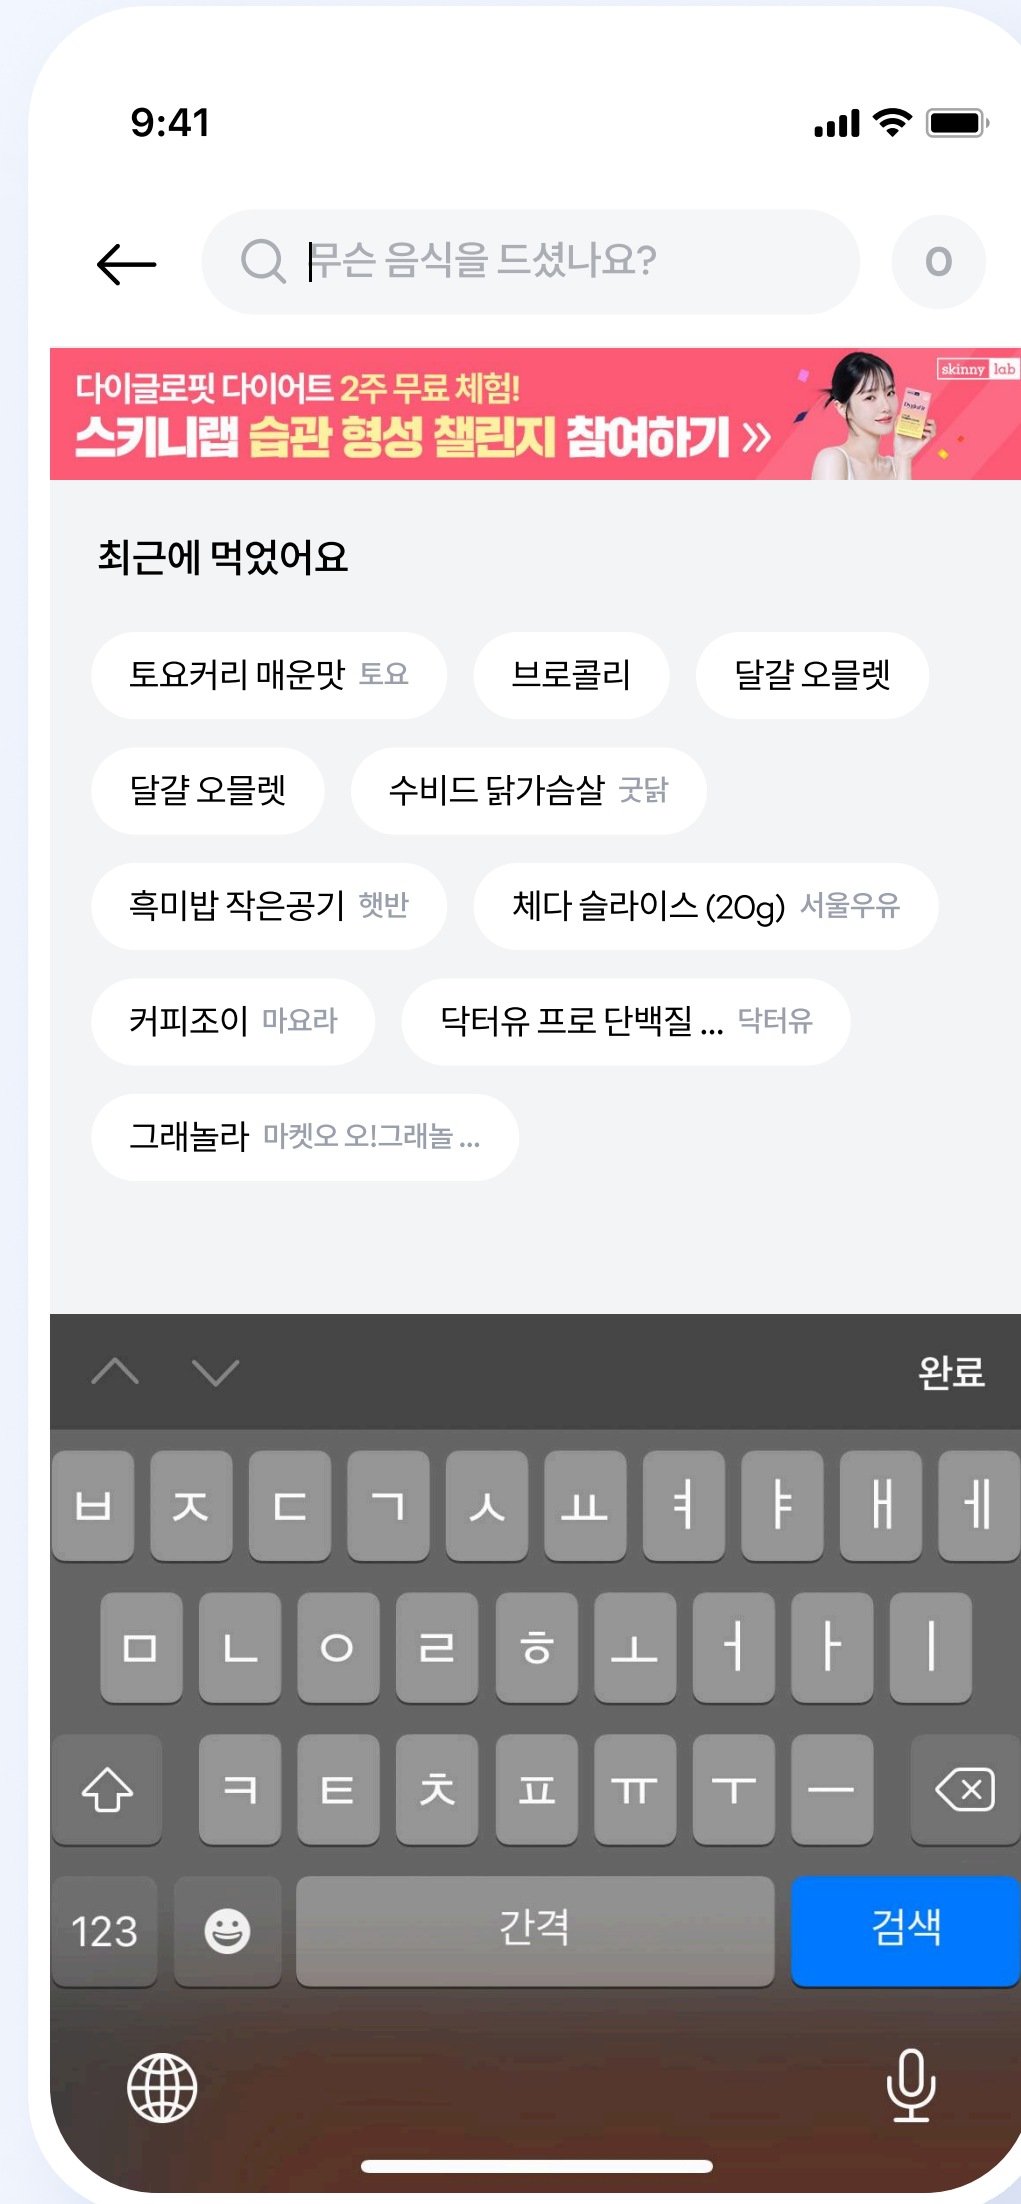 9:41
무슨 음식을 드셨나요?
0
다이글로핏 다이어트 2주 무료 체험!
스키니랩 습관 형성 챌린지 참여하기 »
skinny lab
최근에 먹었어요
토요커리 매운맛 토요
브로콜리
달걀 오믈렛
달걀 오믈렛
수비드 닭가슴살 굿닭
흑미밥 작은공기 햇반
체다 슬라이스 (20g) 서울우유
커피조이 마요라
닥터유 프로 단백질 ... 닥터유
그래놀라 마켓오 오!그래놀 ...
완료
ㅂ ㅈ ㄷ ㄱ ㅅ ㅛ ㅕ ㅑ ㅐ ㅔ
ㅁ ㄴ ㅇ ㄹ ㅎ ㅗ ㅓ ㅏ ㅣ
ㅋ ㅌ ㅊ ㅍ ㅠ ㅜ ㅡ
123 간격 검색